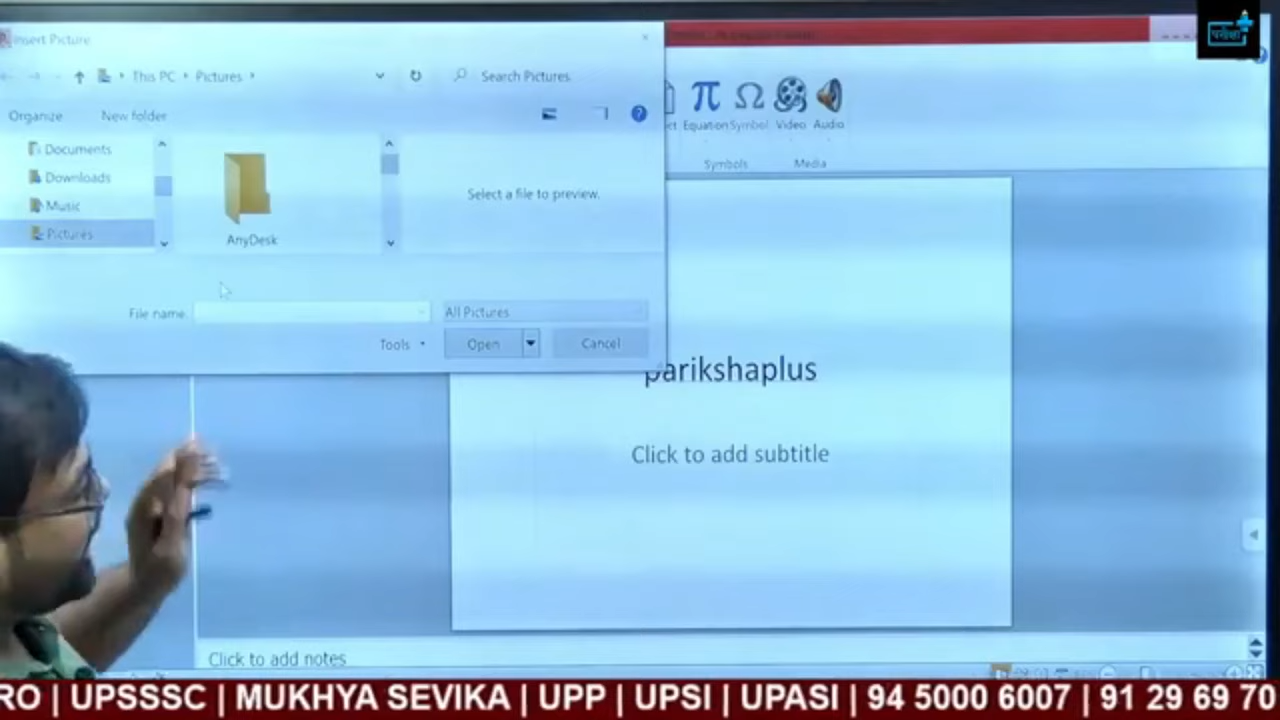 Insert Picture
परीक्षा
This PC
Pictures
Search Pictures
Organize
New folder
Documents
Downloads
Music
Pictures
AnyDesk
Select a file to preview.
File name
All Pictures
Tools
Open
Cancel
Equation
Symbol
Video
Audio
Symbols
Media
parikshaplus
Click to add subtitle
Click to add notes
RO | UPSSSC | MUKHYA SEVIKA | UPP | UPSI | UPASI | 94 5000 6007 | 91 29 69 70